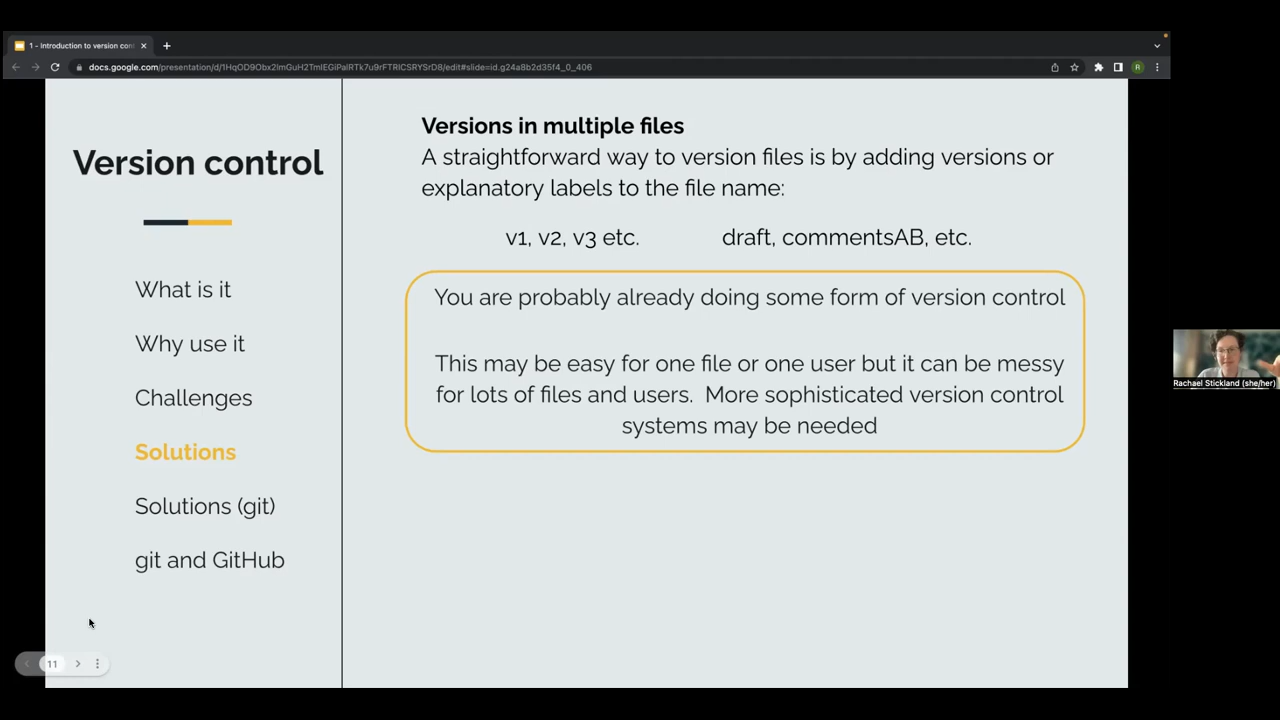 1 - Introduction to version con
docs.google.com/presentation/d/1HqOD9Obx2lmGuH2TmIEGiPalRTk7u9rFTRlCSRYSrD8/edit#slide=id.g24a8b2d35f4_0_406
R
Version control
What is it
Why use it
Challenges
Solutions
Solutions (git)
git and GitHub
11
Versions in multiple files
A straightforward way to version files is by adding versions or
explanatory labels to the file name:
v1, v2, v3 etc. draft, commentsAB, etc.
You are probably already doing some form of version control
This may be easy for one file or one user but it can be messy
for lots of files and users. More sophisticated version control
systems may be needed
Rachael Stickland (she/her)